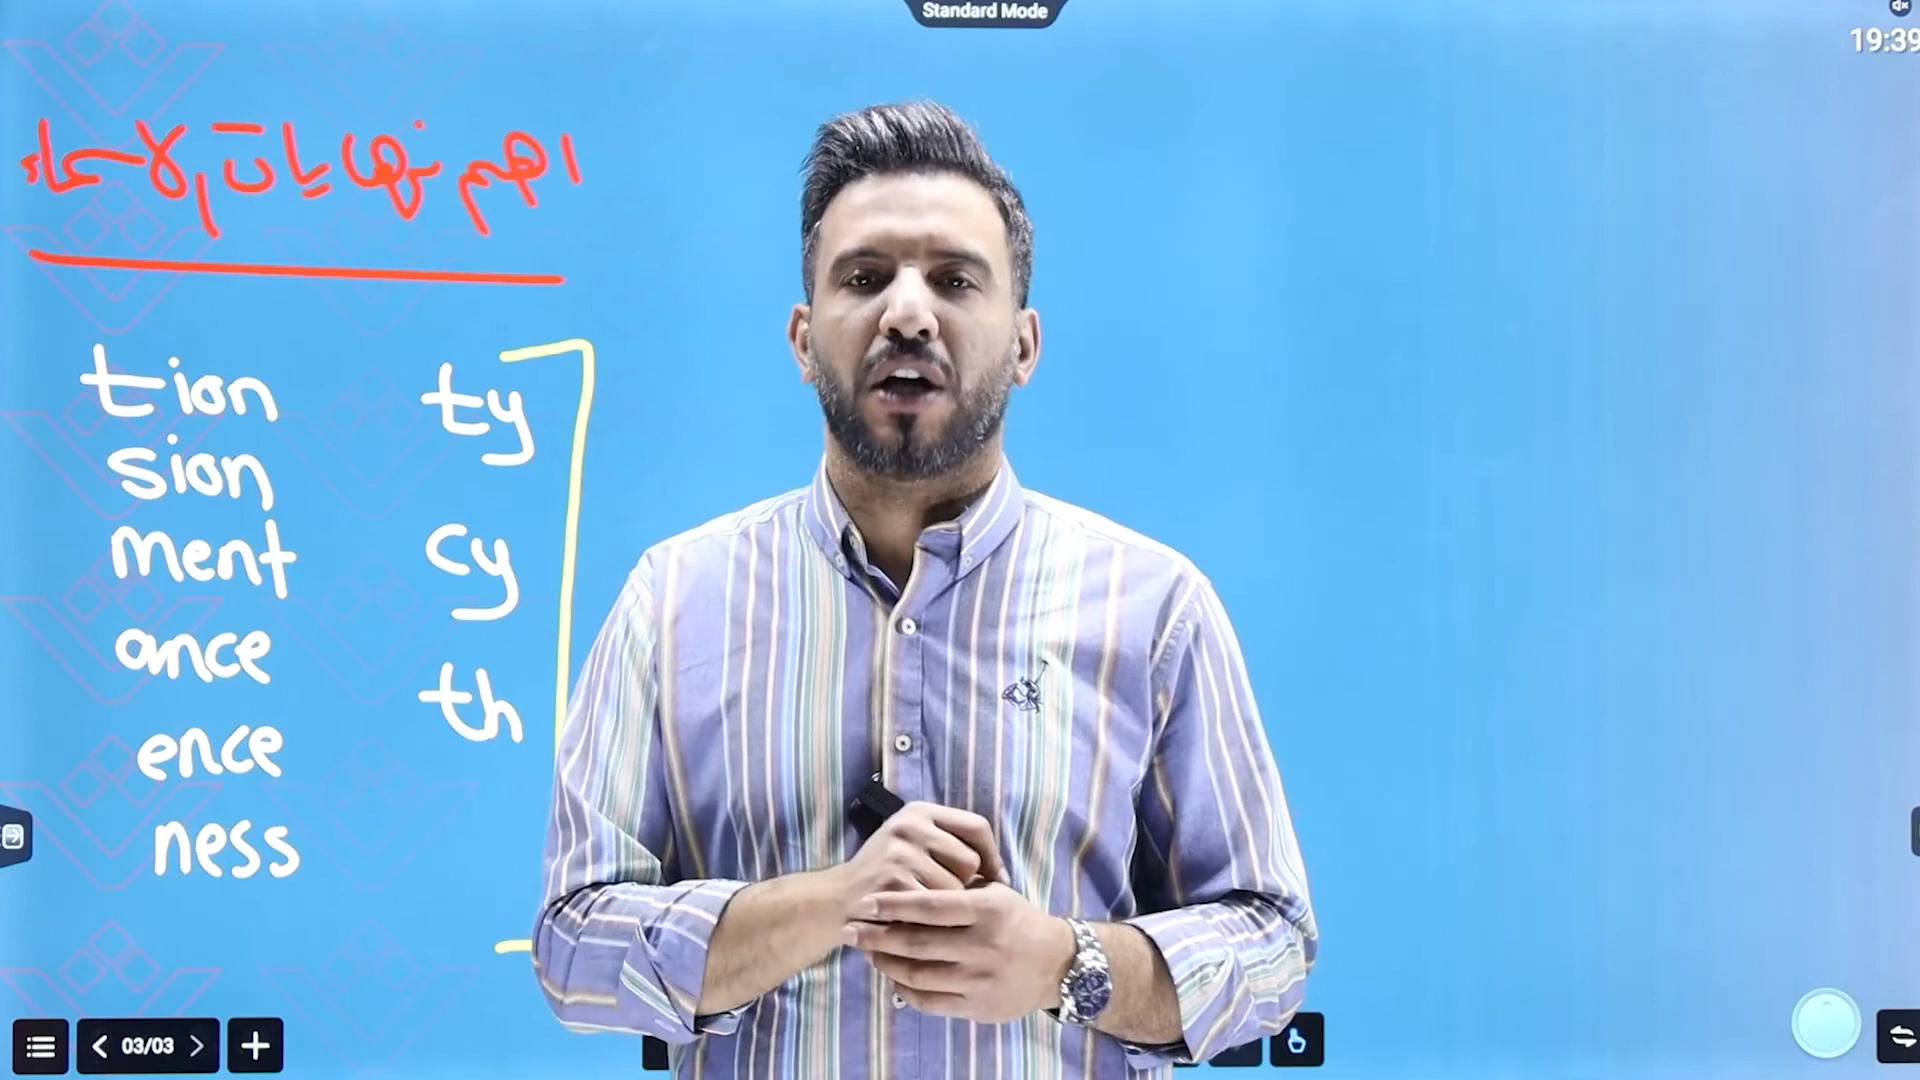 Standard Mode
19:39
اهم نهايات الاسماء
tion
sion
ment
ance
ence
ness
ty
cy
th
03/03